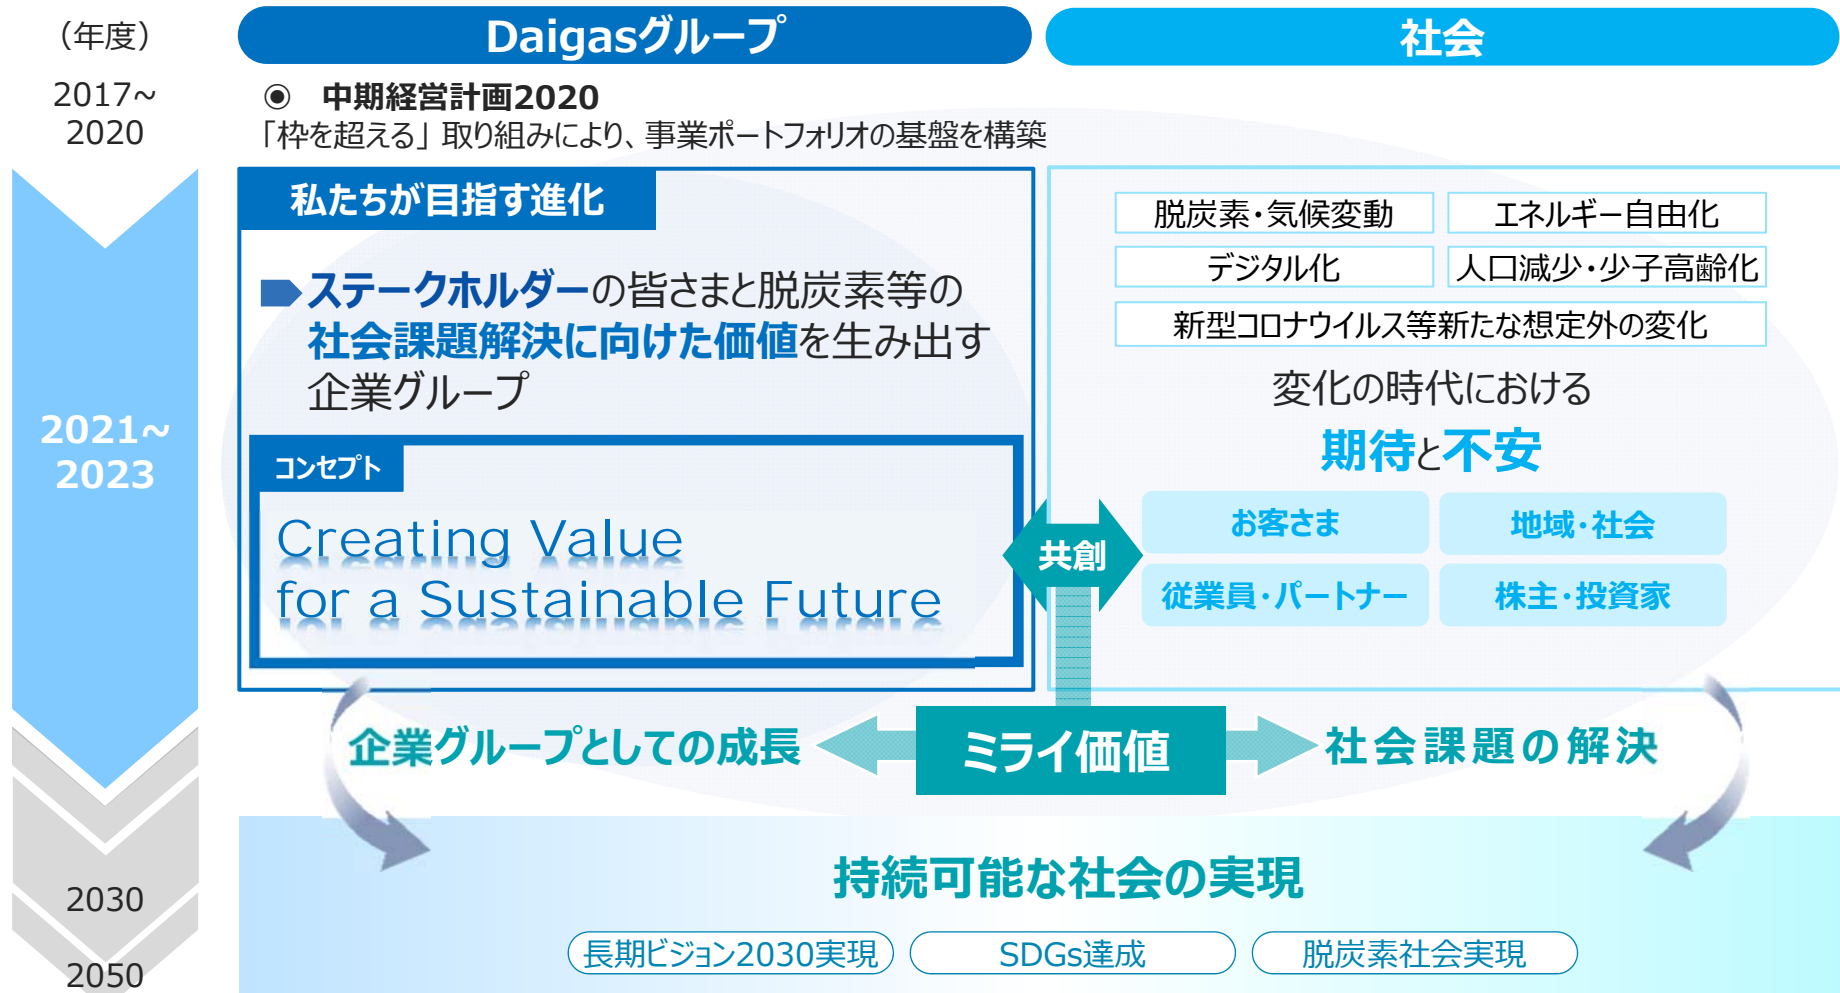 (年度)
Daigasグループ
社会
2017~
2020
◉ 中期経営計画2020
「枠を超える」取り組みにより、事業ポートフォリオの基盤を構築
2021~
2023
私たちが目指す進化
ステークホルダーの皆さまと脱炭素等の
社会課題解決に向けた価値を生み出す
企業グループ
コンセプト
Creating Value
for a Sustainable Future
共創
脱炭素・気候変動
エネルギー自由化
デジタル化
人口減少・少子高齢化
新型コロナウイルス等新たな想定外の変化
変化の時代における
期待と不安
お客さま
地域・社会
従業員・パートナー
株主・投資家
企業グループとしての成長
ミライ価値
社会課題の解決
2030
2050
持続可能な社会の実現
長期ビジョン2030実現
SDGs達成
脱炭素社会実現